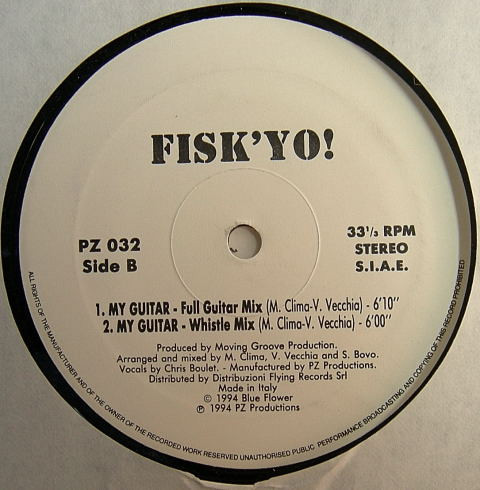 FISK'YO!
PZ 032
Side B
33⅓ RPM
STEREO
S.I.A.E.
1. MY GUITAR - Full Guitar Mix (M. Clima-V. Vecchia) - 6'10"
2. MY GUITAR - Whistle Mix (M. Clima-V. Vecchia) - 6'00"
Produced by Moving Groove Production.
Arranged and mixed by M. Clima, V. Vecchia and S. Bovo.
Vocals by Chris Boulet. - Manufactured by PZ Productions.
Distributed by Distribuzioni Flying Records Srl
Made in Italy
© 1994 Blue Flower
℗ 1994 PZ Productions
ALL RIGHTS OF THE MANUFACTURER AND OF THE OWNER OF THE RECORDED WORK RESERVED UNAUTHORISED PUBLIC PERFORMANCE BROADCASTING AND COPYING OF THIS RECORD PROHIBITED